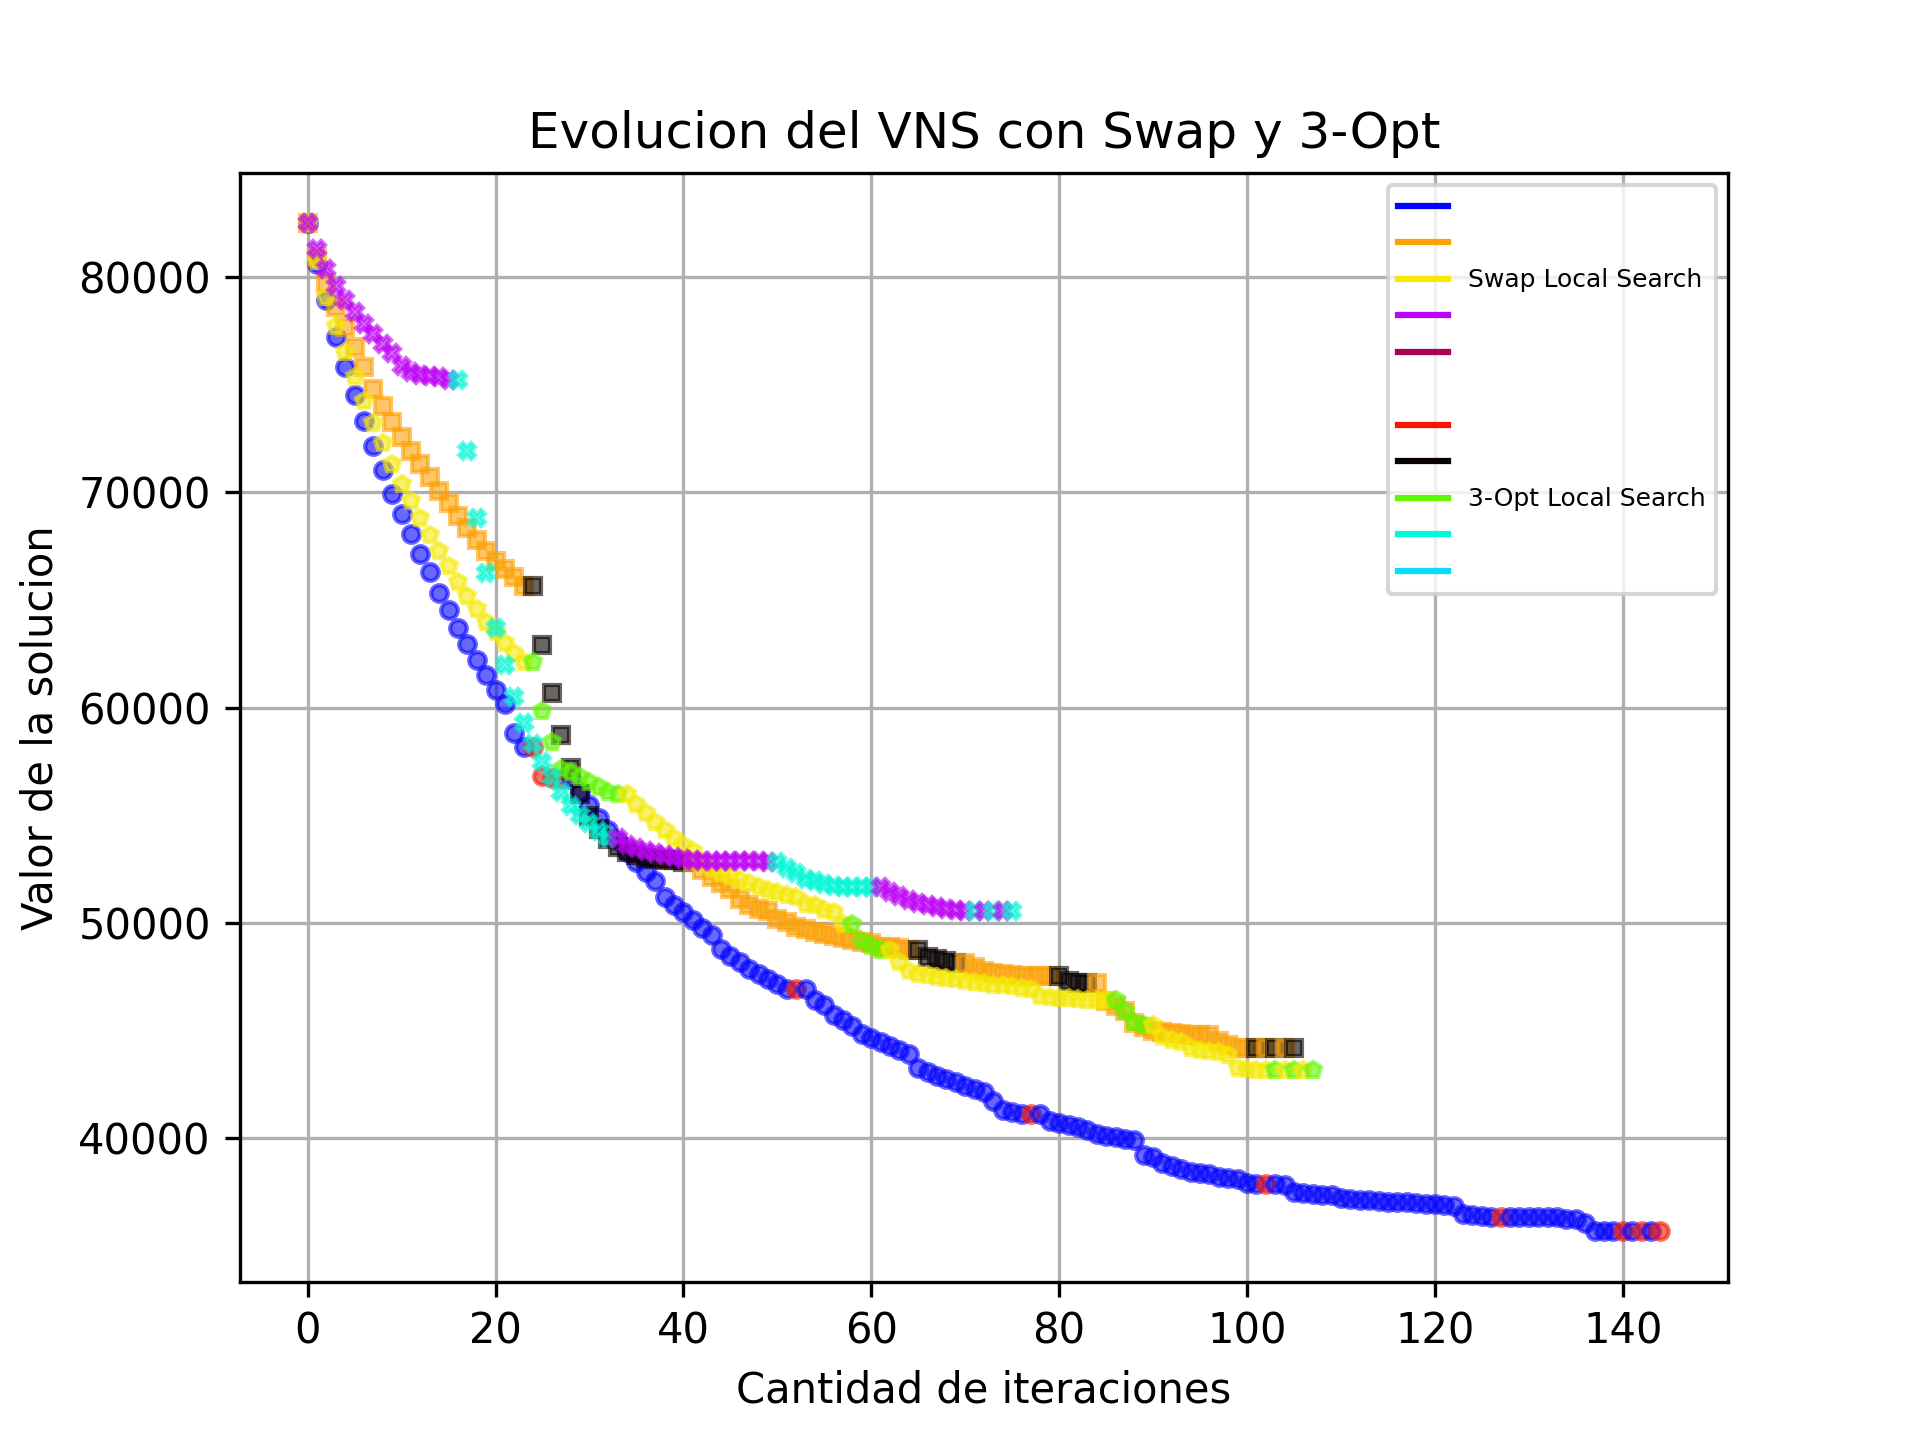 Evolucion del VNS con Swap y 3-Opt
Valor de la solucion
80000
70000
60000
50000
40000
Swap Local Search
3-Opt Local Search
0 20 40 60 80 100 120 140
Cantidad de iteraciones